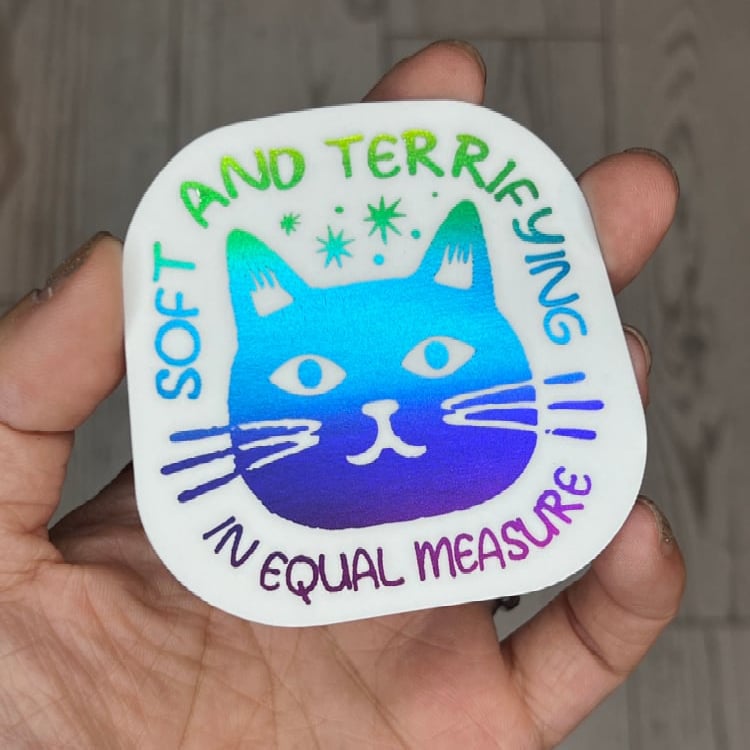 SOFT AND TERRIFYING
IN EQUAL MEASURE